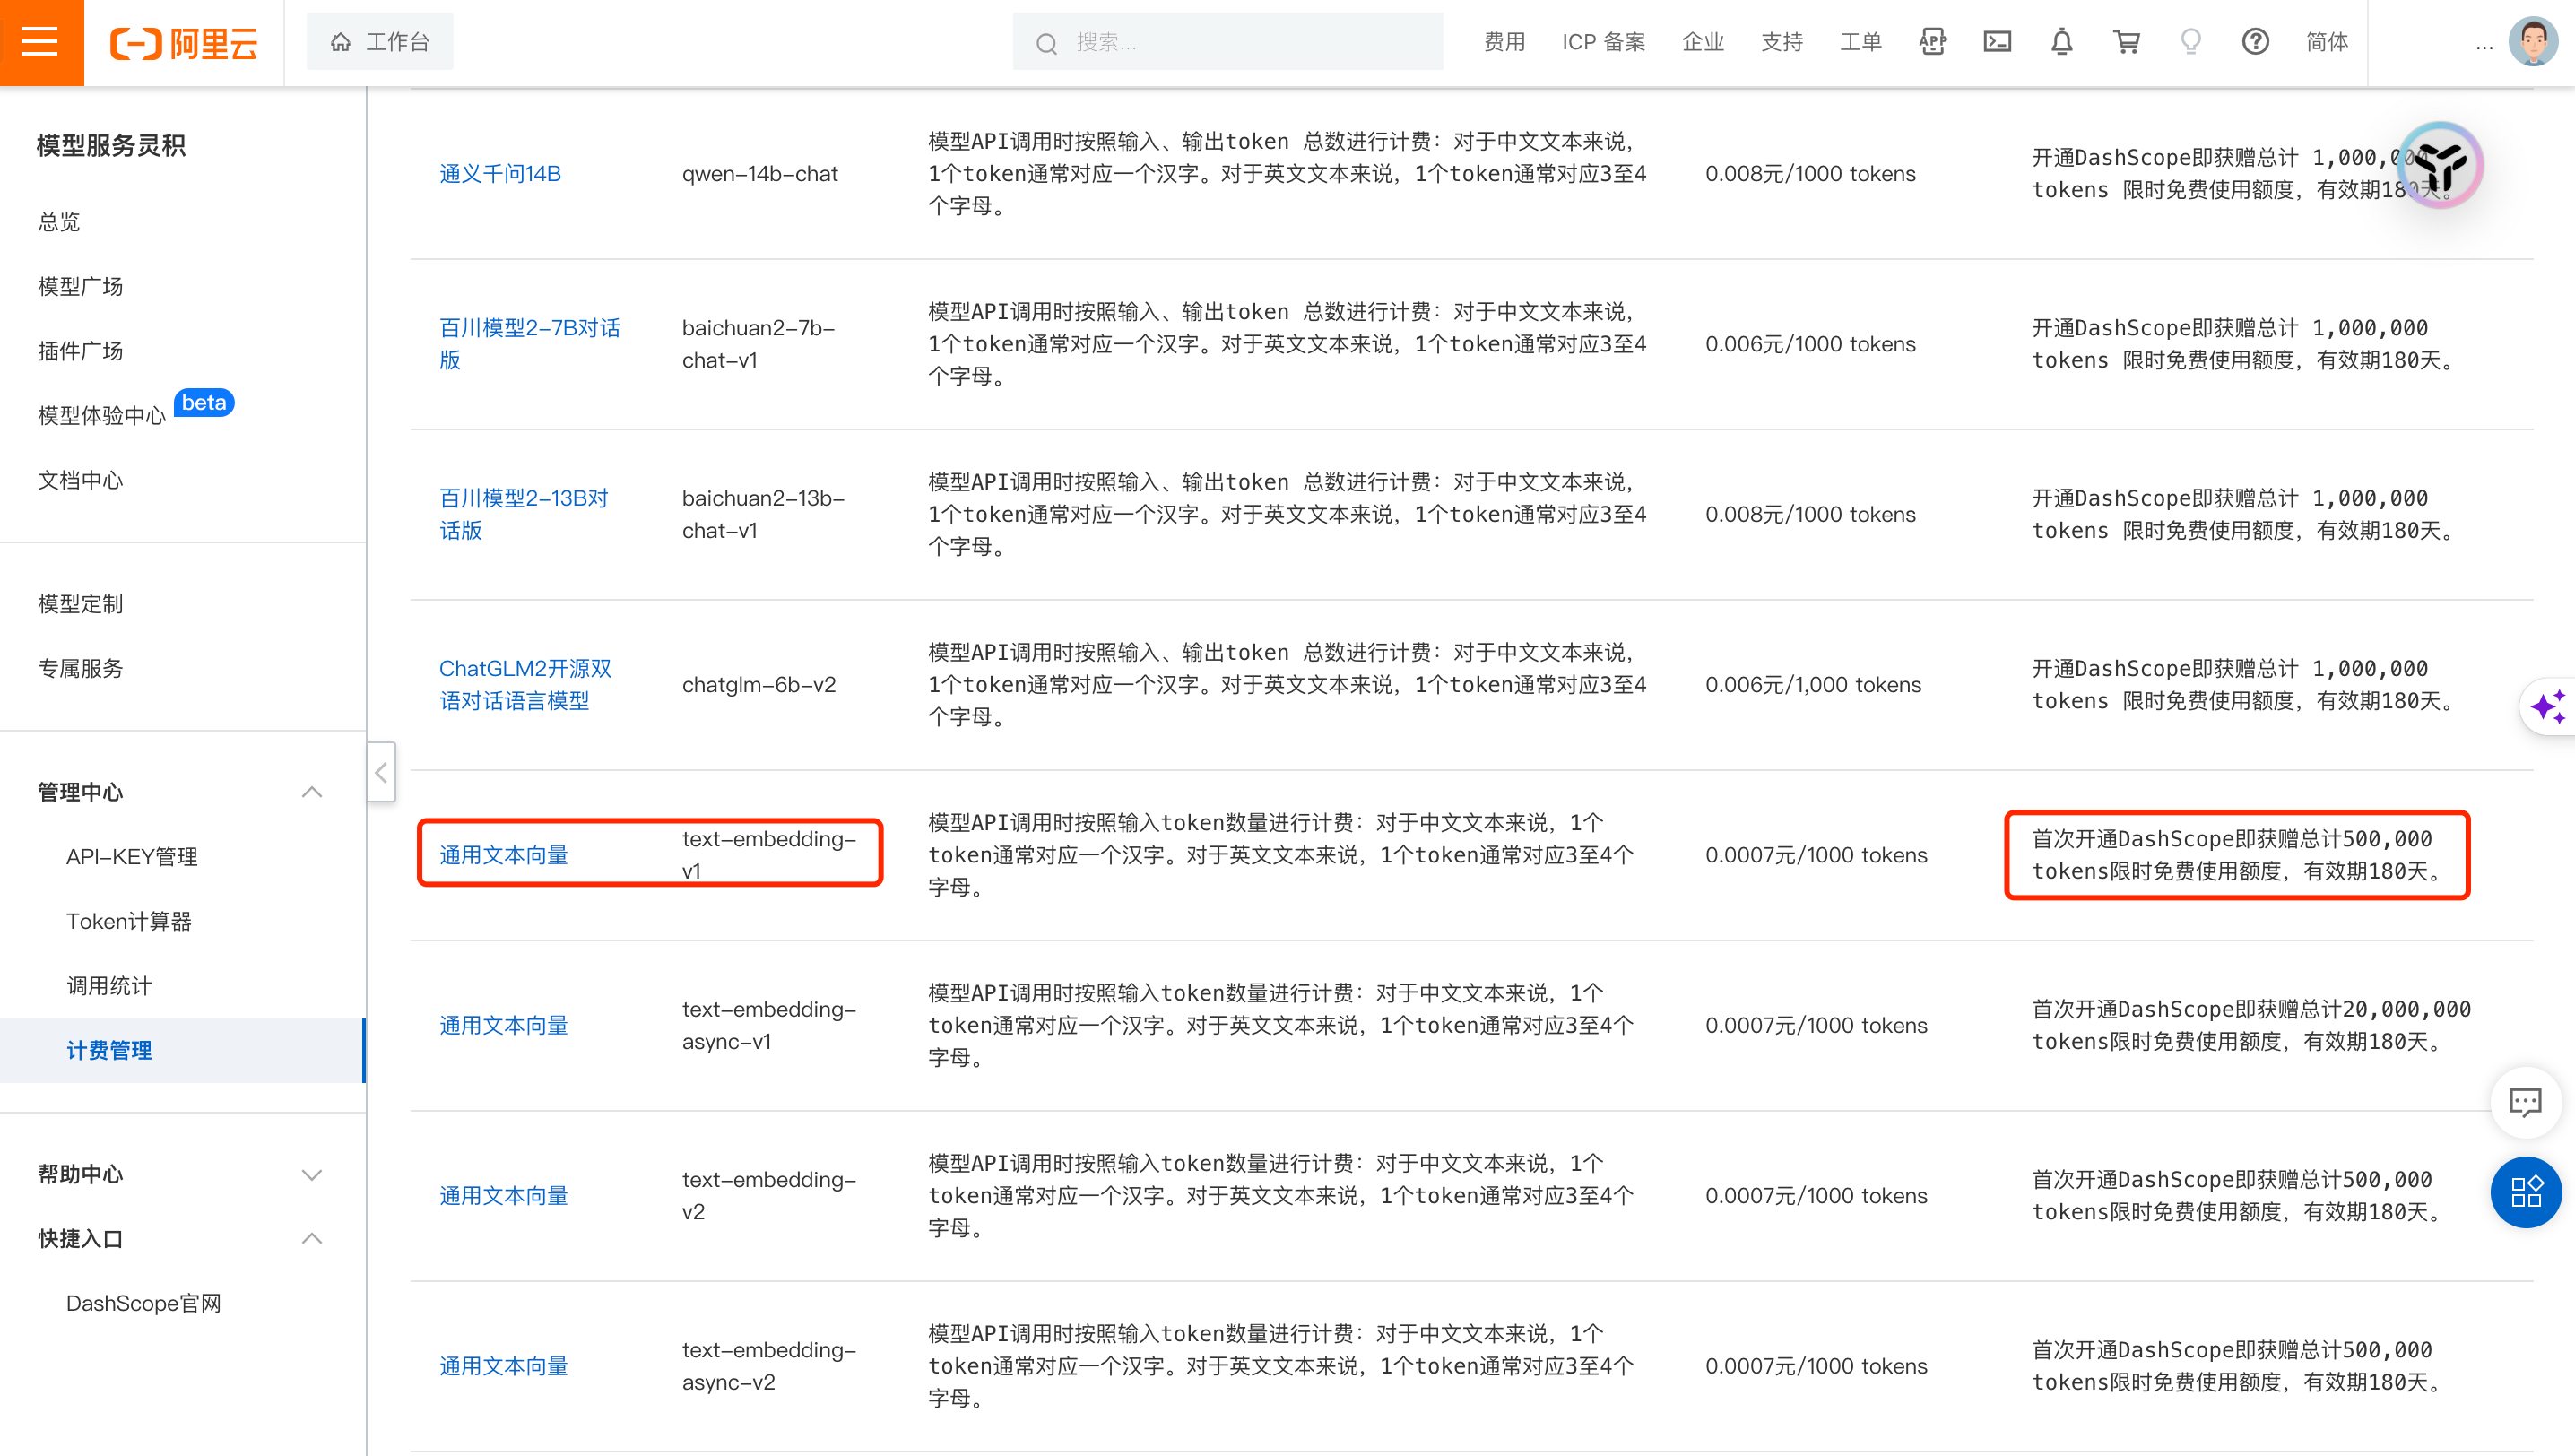 阿里云
工作台
搜索...
费用
ICP 备案
企业
支持
工单
APP
简体
...
模型服务灵积
总览
模型广场
插件广场
模型体验中心 beta
文档中心
模型定制
专属服务
管理中心
API-KEY管理
Token计算器
调用统计
计费管理
帮助中心
快捷入口
DashScope官网
通义千问14B
qwen-14b-chat
模型API调用时按照输入、输出token 总数进行计费：对于中文文本来说，
1个token通常对应一个汉字。对于英文文本来说，1个token通常对应3至4
个字母。
0.008元/1000 tokens
开通DashScope即获赠总计 1,000,000
tokens 限时免费使用额度，有效期180天。
百川模型2-7B对话
版
baichuan2-7b-
chat-v1
模型API调用时按照输入、输出token 总数进行计费：对于中文文本来说，
1个token通常对应一个汉字。对于英文文本来说，1个token通常对应3至4
个字母。
0.006元/1000 tokens
开通DashScope即获赠总计 1,000,000
tokens 限时免费使用额度，有效期180天。
百川模型2-13B对
话版
baichuan2-13b-
chat-v1
模型API调用时按照输入、输出token 总数进行计费：对于中文文本来说，
1个token通常对应一个汉字。对于英文文本来说，1个token通常对应3至4
个字母。
0.008元/1000 tokens
开通DashScope即获赠总计 1,000,000
tokens 限时免费使用额度，有效期180天。
ChatGLM2开源双
语对话语言模型
chatglm-6b-v2
模型API调用时按照输入、输出token 总数进行计费：对于中文文本来说，
1个token通常对应一个汉字。对于英文文本来说，1个token通常对应3至4
个字母。
0.006元/1,000 tokens
开通DashScope即获赠总计 1,000,000
tokens 限时免费使用额度，有效期180天。
通用文本向量
text-embedding-
v1
模型API调用时按照输入token数量进行计费：对于中文文本来说，1个
token通常对应一个汉字。对于英文文本来说，1个token通常对应3至4个
字母。
0.0007元/1000 tokens
首次开通DashScope即获赠总计500,000
tokens限时免费使用额度，有效期180天。
通用文本向量
text-embedding-
async-v1
模型API调用时按照输入token数量进行计费：对于中文文本来说，1个
token通常对应一个汉字。对于英文文本来说，1个token通常对应3至4个
字母。
0.0007元/1000 tokens
首次开通DashScope即获赠总计20,000,000
tokens限时免费使用额度，有效期180天。
通用文本向量
text-embedding-
v2
模型API调用时按照输入token数量进行计费：对于中文文本来说，1个
token通常对应一个汉字。对于英文文本来说，1个token通常对应3至4个
字母。
0.0007元/1000 tokens
首次开通DashScope即获赠总计500,000
tokens限时免费使用额度，有效期180天。
通用文本向量
text-embedding-
async-v2
模型API调用时按照输入token数量进行计费：对于中文文本来说，1个
token通常对应一个汉字。对于英文文本来说，1个token通常对应3至4个
字母。
0.0007元/1000 tokens
首次开通DashScope即获赠总计500,000
tokens限时免费使用额度，有效期180天。